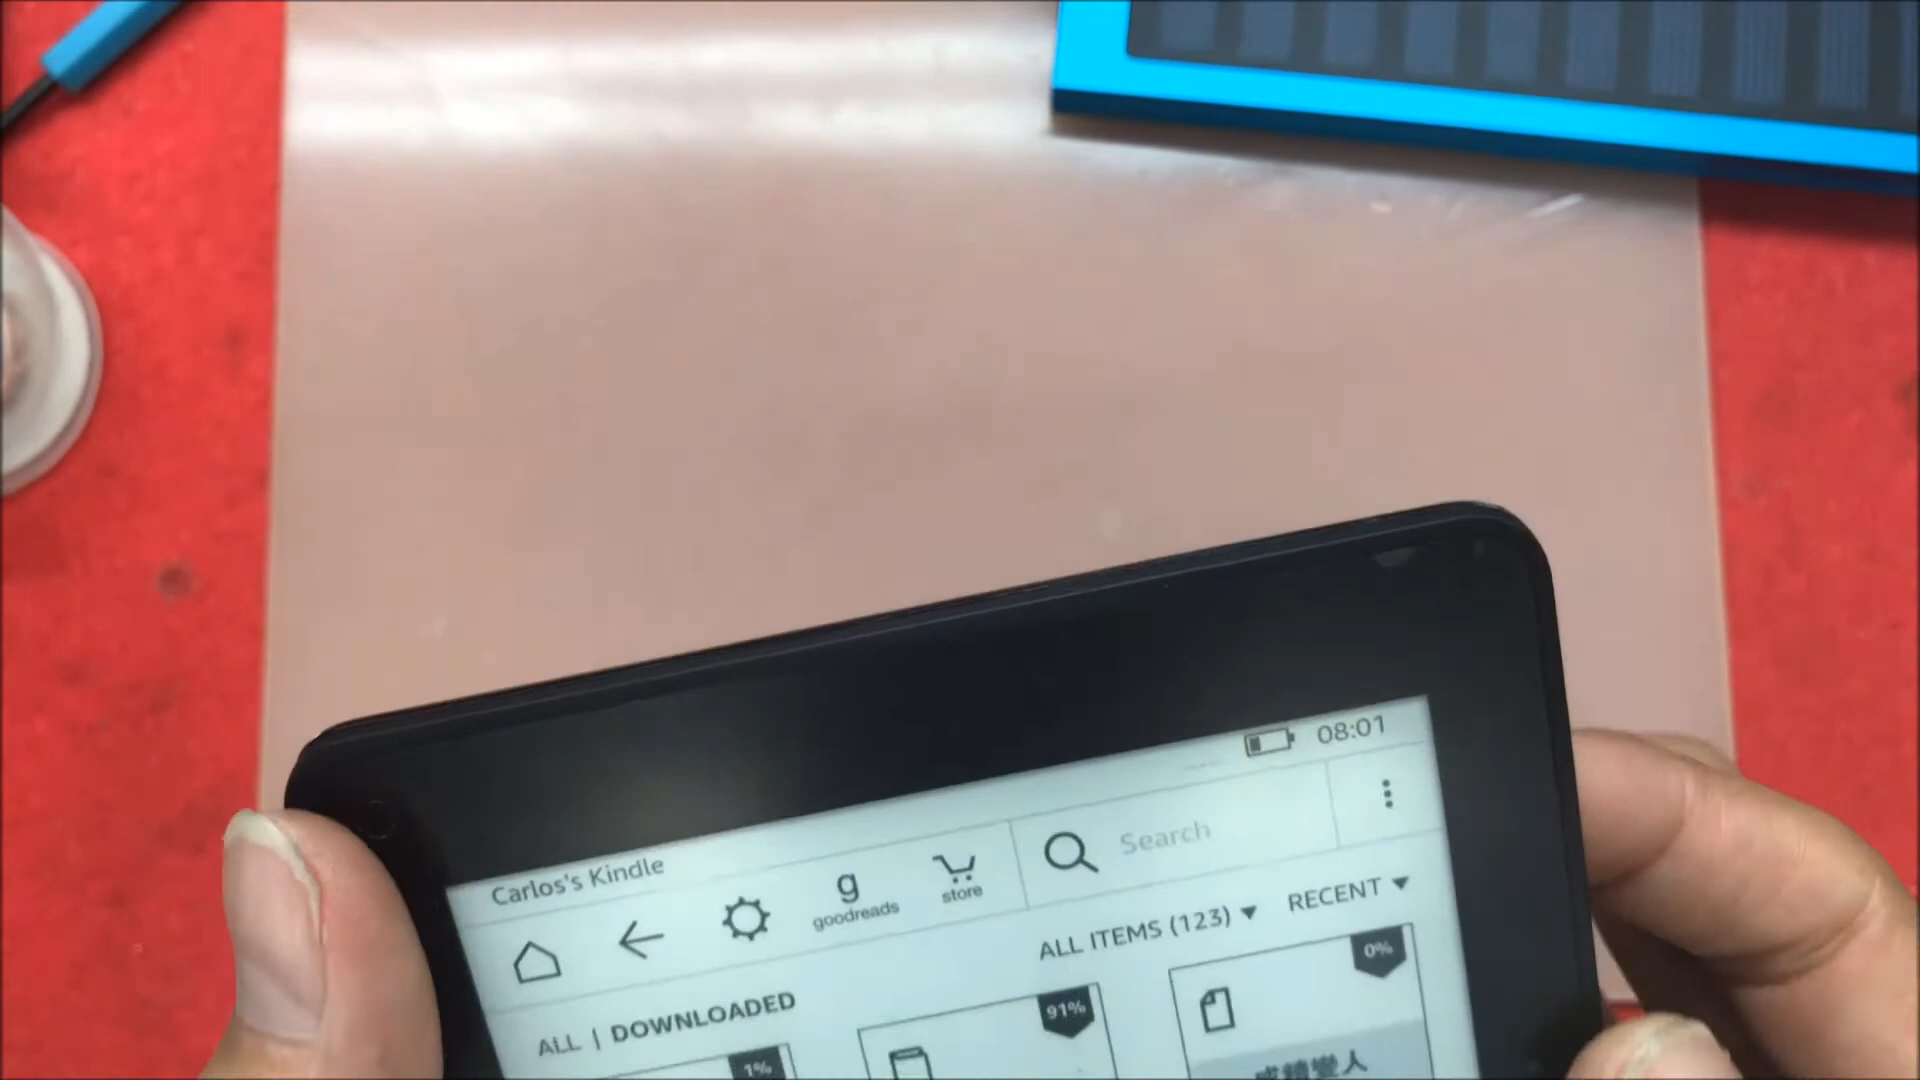 08:01
Carlos's Kindle
g
goodreads
store
Search
ALL ITEMS (123)
RECENT
ALL | DOWNLOADED
1%
91%
0%